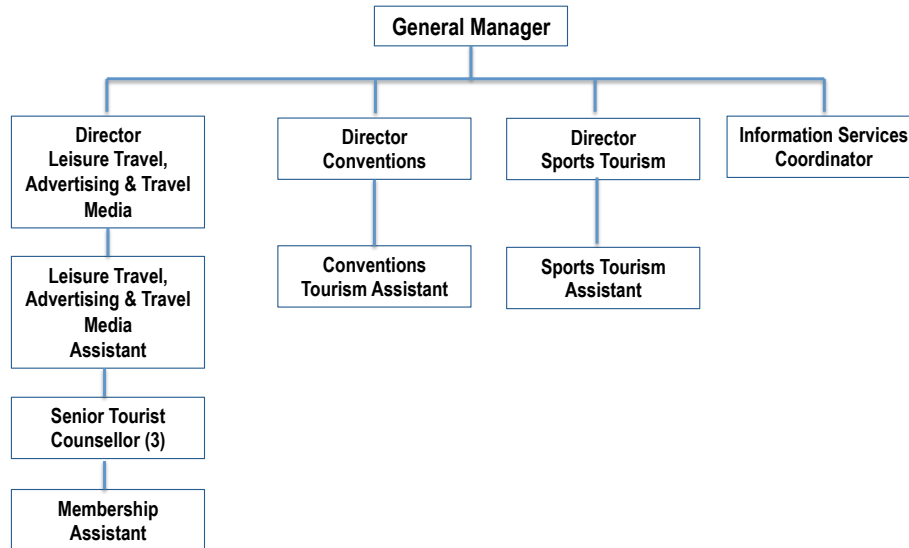 General Manager
Director
Leisure Travel,
Advertising & Travel
Media
Director
Conventions
Director
Sports Tourism
Information Services
Coordinator
Leisure Travel,
Advertising & Travel
Media
Assistant
Conventions
Tourism Assistant
Sports Tourism
Assistant
Senior Tourist
Counsellor (3)
Membership
Assistant